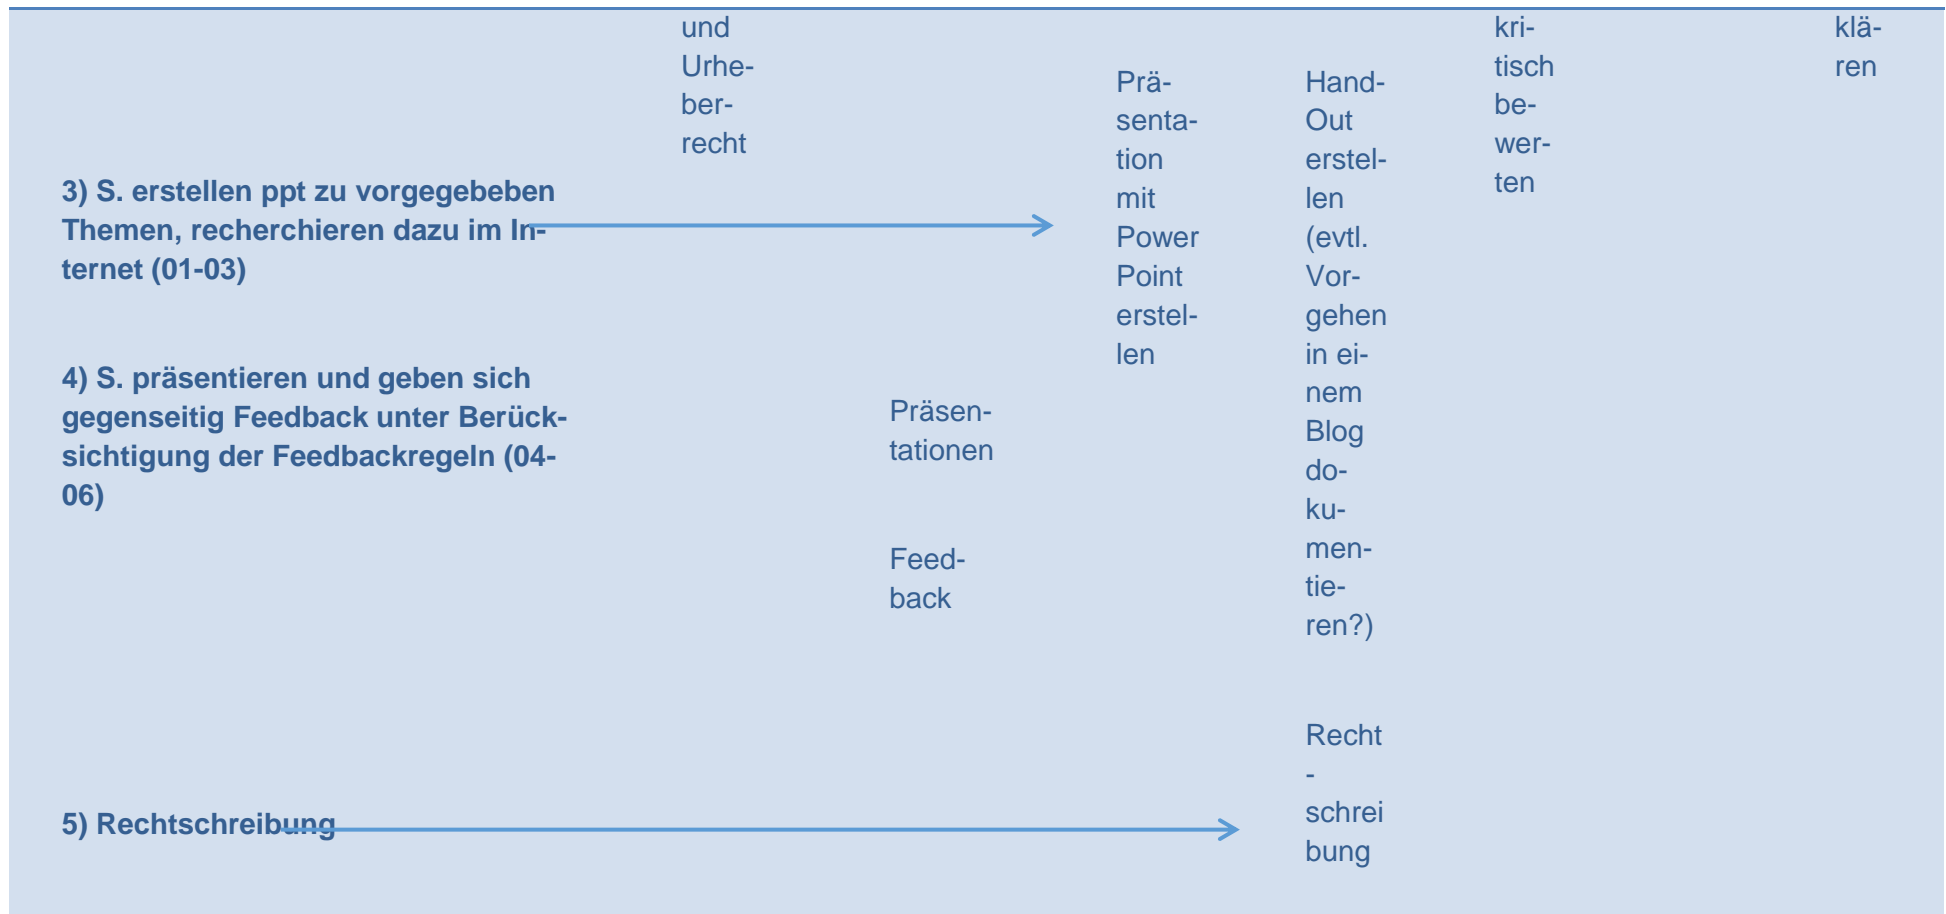 und
Urhe-
ber-
recht
kri-
tisch
be-
wer-
ten
klä-
ren
3) S. erstellen ppt zu vorgegebeben
Themen, recherchieren dazu im In-
ternet (01-03)
Prä-
senta-
tion
mit
Power
Point
erstel-
len
Hand-
Out
erstel-
len
(evtl.
Vor-
gehen
in ei-
nem
Blog
do-
ku-
men-
tie-
ren?)
4) S. präsentieren und geben sich
gegenseitig Feedback unter Berück-
sichtigung der Feedbackregeln (04-
06)
Präsen-
tationen
Feed-
back
5) Rechtschreibung
Recht
-
schrei
bung